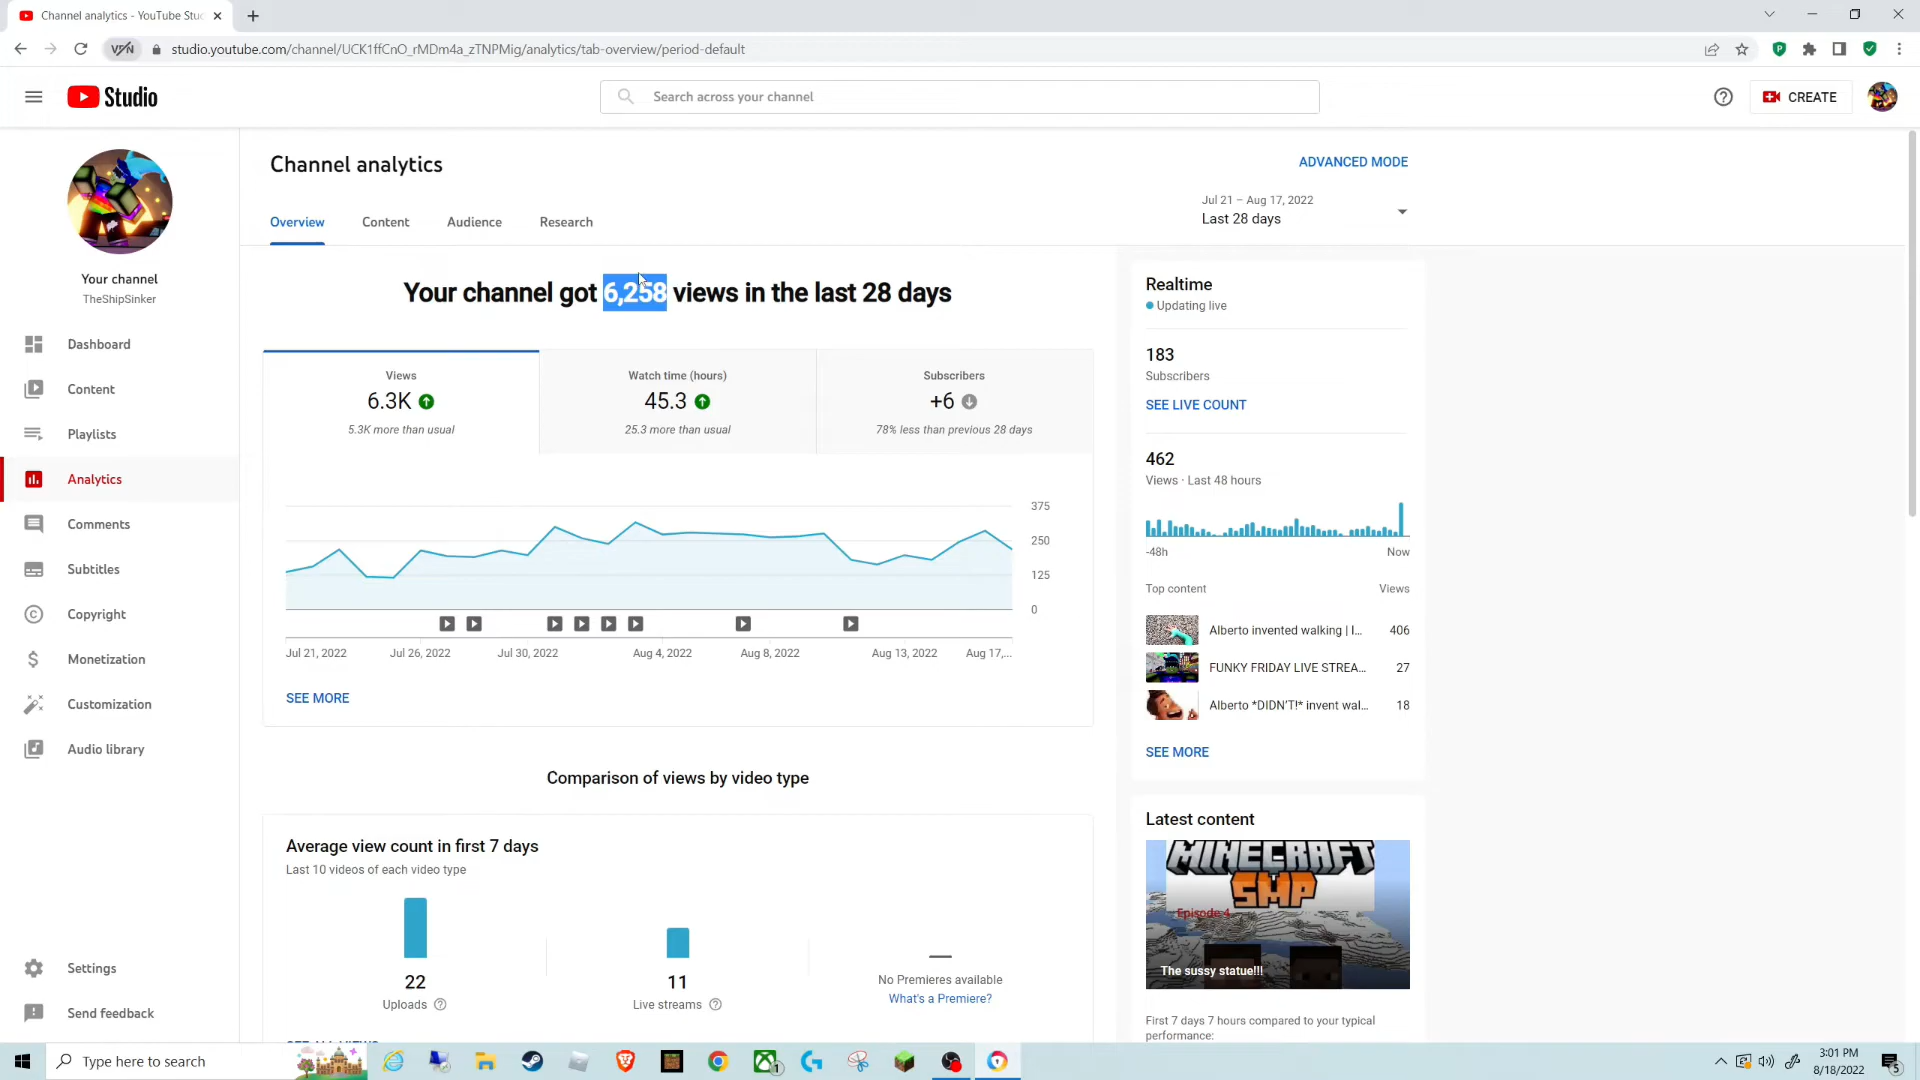 Channel analytics - YouTube Stu
studio.youtube.com/channel/UCK1ffCnO_rMDm4a_zTNPMig/analytics/tab-overview/period-default
VPN
Studio
Search across your channel
CREATE
Your channel
TheShipSinker
Dashboard
Content
Playlists
Analytics
Comments
Subtitles
Copyright
Monetization
Customization
Audio library
Settings
Send feedback
Channel analytics
ADVANCED MODE
Overview
Content
Audience
Research
Jul 21 – Aug 17, 2022
Last 28 days
Your channel got 6,258 views in the last 28 days
Views
6.3K
5.3K more than usual
Watch time (hours)
45.3
25.3 more than usual
Subscribers
+6
78% less than previous 28 days
375
250
125
0
Jul 21, 2022
Jul 26, 2022
Jul 30, 2022
Aug 4, 2022
Aug 8, 2022
Aug 13, 2022
Aug 17,...
SEE MORE
Comparison of views by video type
Average view count in first 7 days
Last 10 videos of each video type
22
Uploads
11
Live streams
No Premieres available
What's a Premiere?
Realtime
Updating live
183
Subscribers
SEE LIVE COUNT
462
Views · Last 48 hours
-48h
Now
Top content
Views
Alberto invented walking | I... 406
FUNKY FRIDAY LIVE STREA... 27
Alberto *DIDN'T!* invent wal... 18
SEE MORE
Latest content
MINECRAFT
SMP
Episode 4
The sussy statue!!!
First 7 days 7 hours compared to your typical
performance:
Type here to search
1
3:01 PM
8/18/2022
5